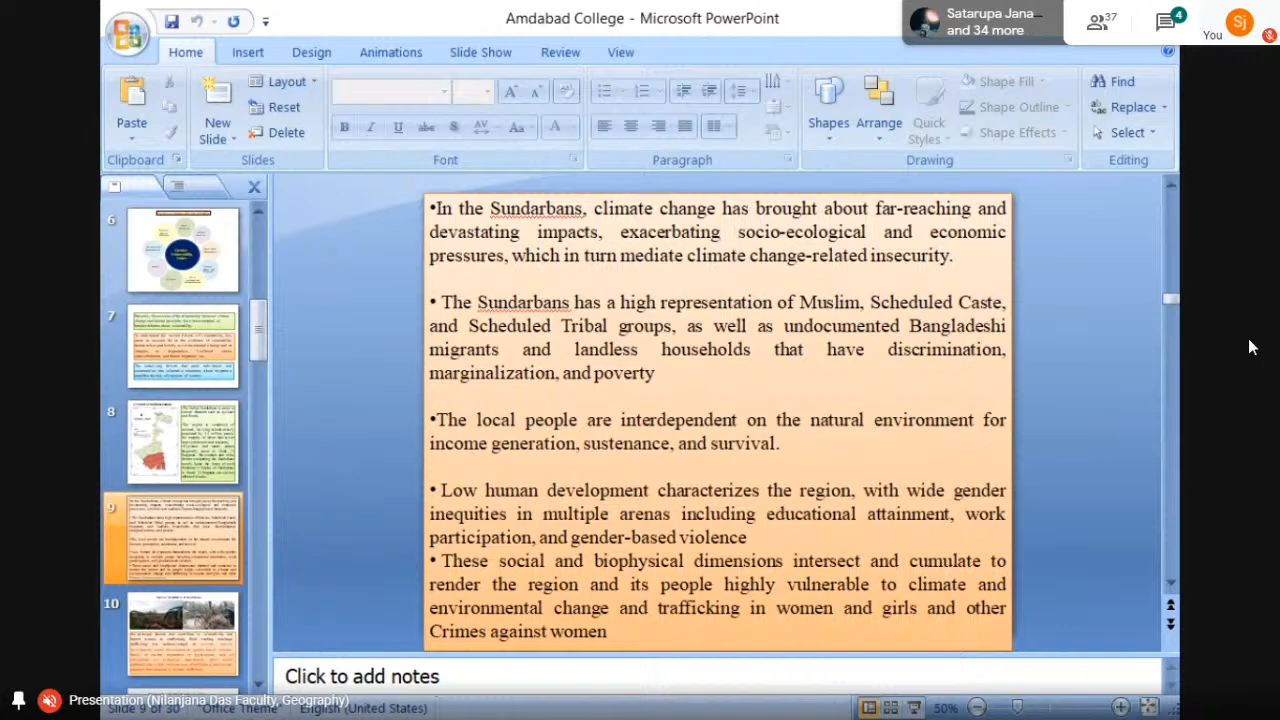 Amdabad College - Microsoft PowerPoint
Satarupa Jana...
and 34 more
37
4
You
Sj
Home Insert Design Animations Slide Show Review View
Paste
Clipboard
New
Slide
Layout
Reset
Delete
Slides
Font
Paragraph
Shapes
Arrange
Quick
Styles
Shape Fill
Shape Outline
Shape Effects
Drawing
Find
Replace
Select
Editing
6
7
8
9
10
•In the Sundarbans, climate change has brought about far-reaching and
devastating impacts, exacerbating socio-ecological and economic
pressures, which in turn mediate climate change-related insecurity.
• The Sundarbans has a high representation of Muslim, Scheduled Caste,
and Scheduled Tribal groups, as well as undocumented Bangladeshi
migrants and landless households that have discrimination,
marginalization, and poverty
•The local people are interdependent on the natural environment for
income generation, sustenance, and survival.
• Low human development characterizes the region, with wide gender
inequities in multiple areas including educational attainment, work
participation, and gender-based violence
• These social and biophysical dimensions intersect and cumulate to
render the region and its people highly vulnerable to climate and
environmental change and trafficking in women and girls and other
Crimes against women
Click to add notes
Presentation (Nilanjana Das Faculty, Geography)
Slide 9 of 30 "Office Theme" English (United States) 50%